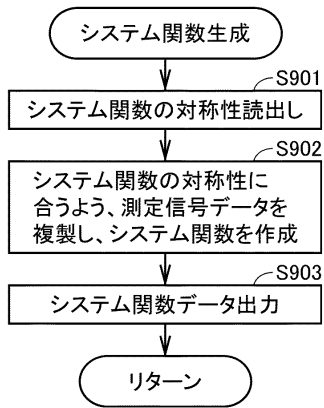 システム関数生成
S901
システム関数の対称性読出し
S902
システム関数の対称性に
合うよう、測定信号データを
複製し、システム関数を作成
S903
システム関数データ出力
リターン